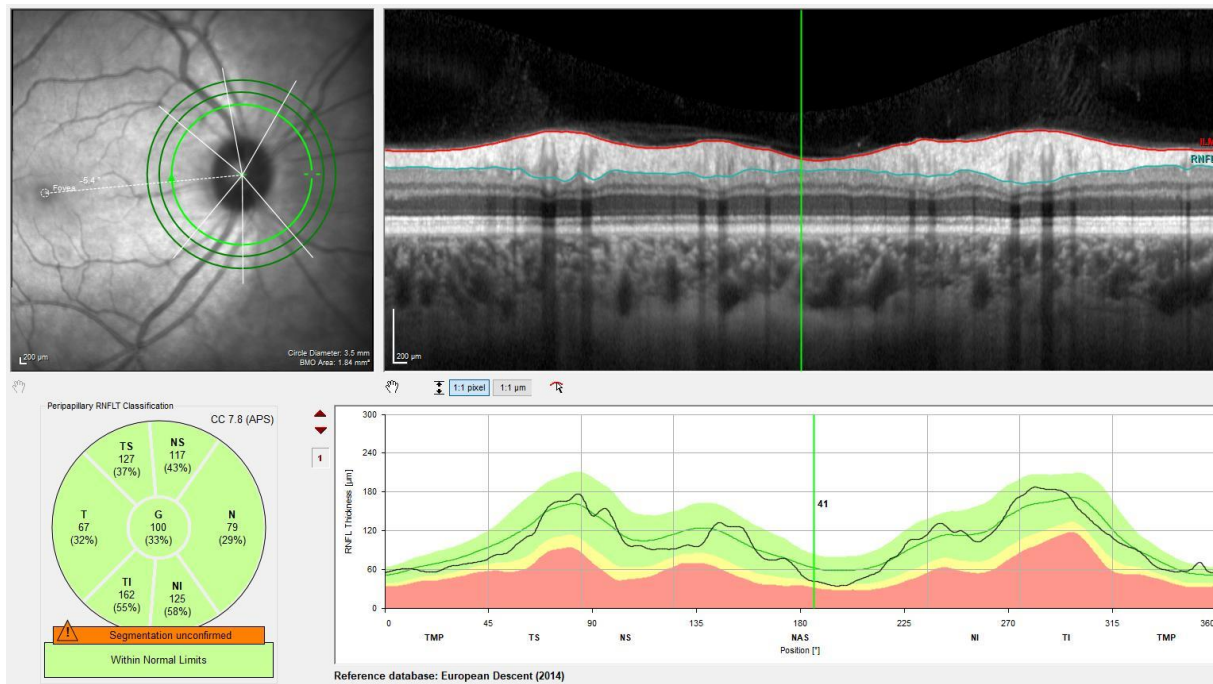 Fovea
-5.4 °
Circle Diameter: 3.5 mm
BMO Area: 1.84 mm²
200 µm
200 µm
ILM
RNFL
1:1 pixel
1:1 µm
Peripapillary RNFLT Classification
CC 7.8 (APS)
TS
127
(37%)
NS
117
(43%)
T
67
(32%)
G
100
(33%)
N
79
(29%)
TI
162
(55%)
NI
125
(58%)
Segmentation unconfirmed
Within Normal Limits
1
RNFL Thickness [µm]
300
240
180
120
60
0
41
0 45 90 135 180 225 270 315 360
TMP TS NS NAS NI TI TMP
Position [°]
Reference database: European Descent (2014)